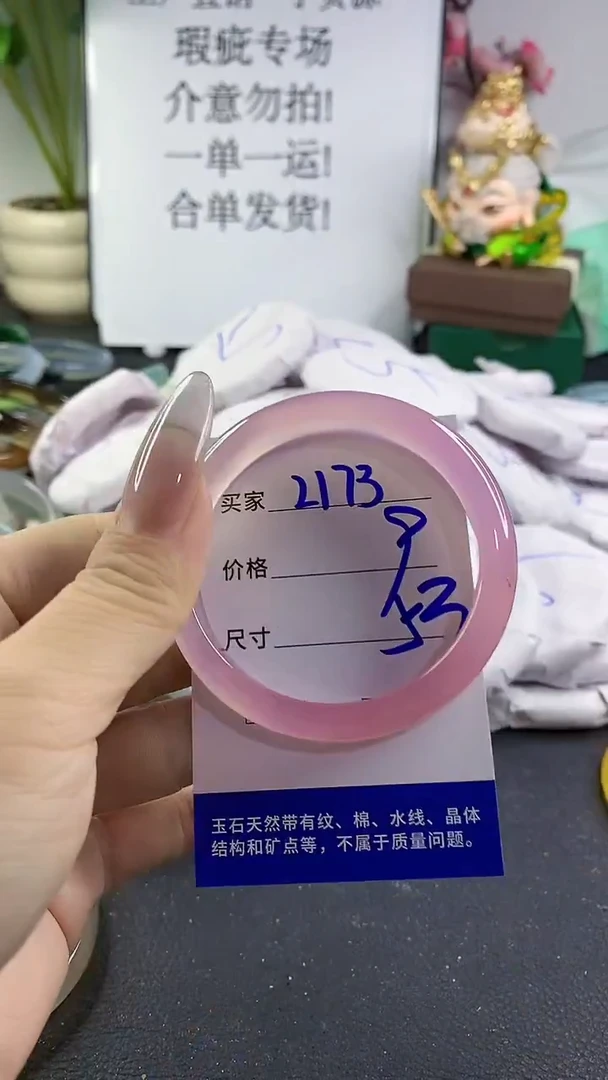 瑕疵专场
介意勿拍!
一单一运!
合单发货!
买家 2173
价格
尺寸 52
玉石天然带有纹、棉、水线、晶体
结构和矿点等，不属于质量问题。